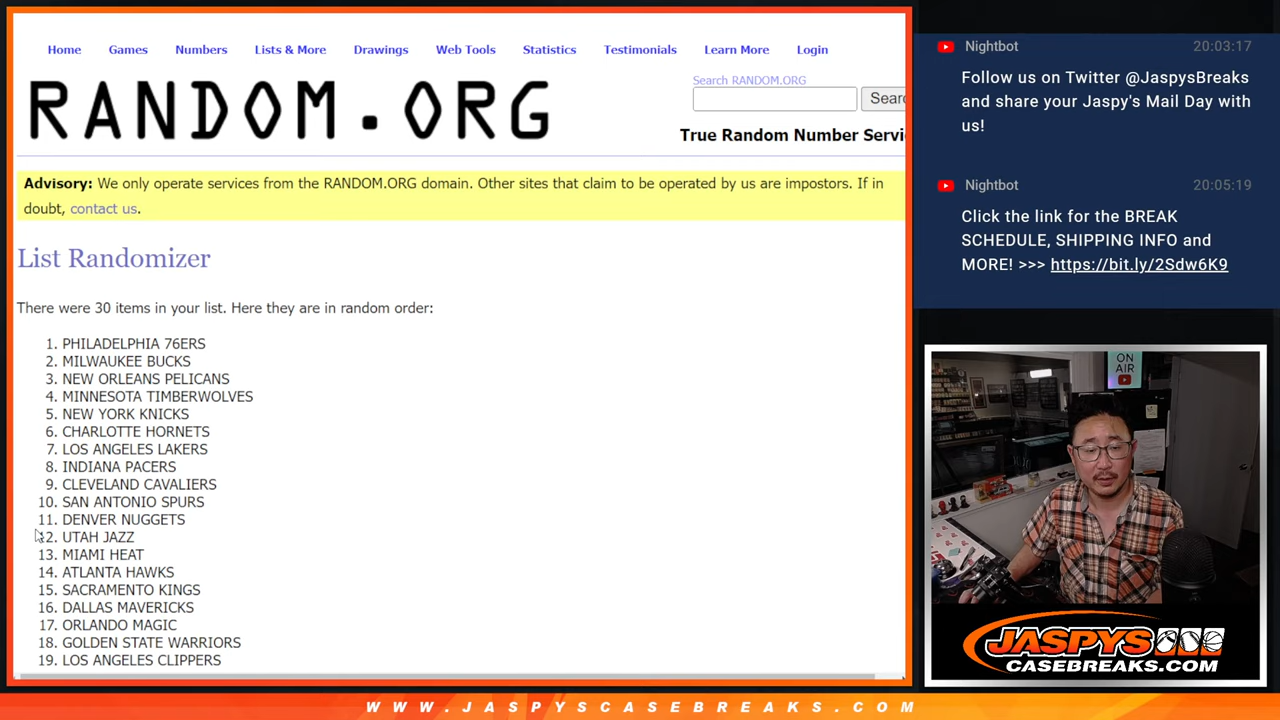 Home Games Numbers Lists & More Drawings Web Tools Statistics Testimonials Learn More Login
Search RANDOM.ORG
RANDOM.ORG
True Random Number Servi
Advisory: We only operate services from the RANDOM.ORG domain. Other sites that claim to be operated by us are impostors. If in
doubt, contact us.
List Randomizer
There were 30 items in your list. Here they are in random order:
1. PHILADELPHIA 76ERS
2. MILWAUKEE BUCKS
3. NEW ORLEANS PELICANS
4. MINNESOTA TIMBERWOLVES
5. NEW YORK KNICKS
6. CHARLOTTE HORNETS
7. LOS ANGELES LAKERS
8. INDIANA PACERS
9. CLEVELAND CAVALIERS
10. SAN ANTONIO SPURS
11. DENVER NUGGETS
12. UTAH JAZZ
13. MIAMI HEAT
14. ATLANTA HAWKS
15. SACRAMENTO KINGS
16. DALLAS MAVERICKS
17. ORLANDO MAGIC
18. GOLDEN STATE WARRIORS
19. LOS ANGELES CLIPPERS
Nightbot 20:03:17
Follow us on Twitter @JaspysBreaks
and share your Jaspy's Mail Day with
us!
Nightbot 20:05:19
Click the link for the BREAK
SCHEDULE, SHIPPING INFO and
MORE! >>> https://bit.ly/2Sdw6K9
ON
AIR
JASPYS
CASEBREAKS.COM
WWW.JASPYSCASEBREAKS.COM